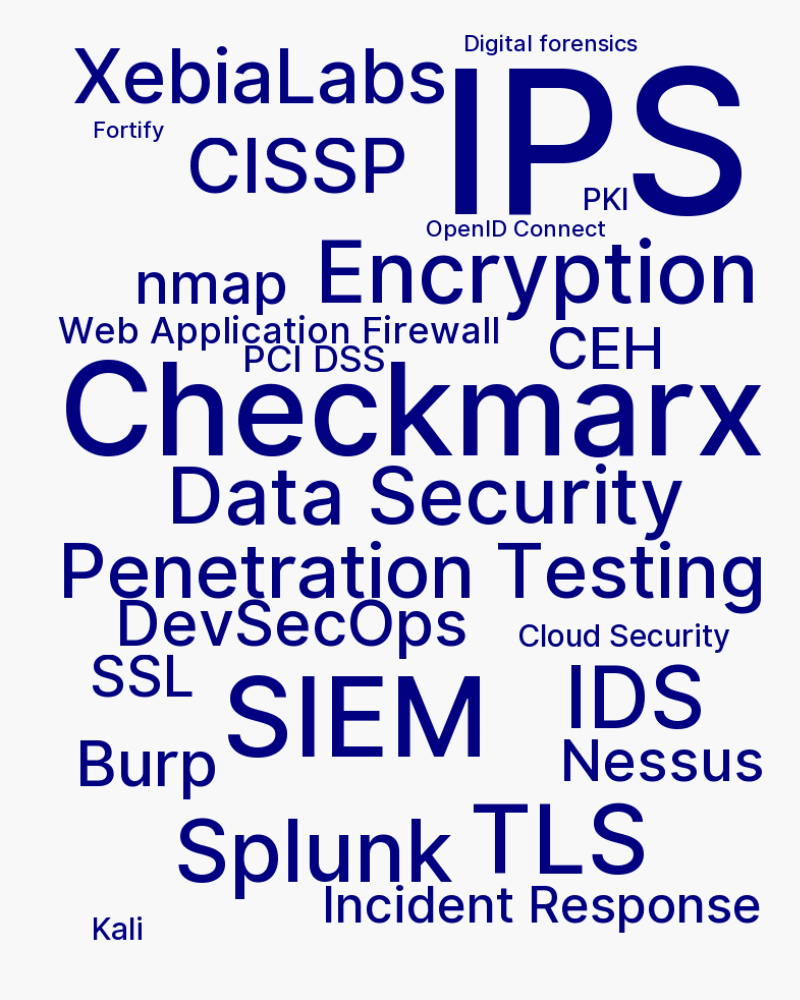 Digital forensics
XebiaLabs
IPS
Fortify
CISSP
PKI
OpenID Connect
Encryption
nmap
Web Application Firewall
CEH
PCI DSS
Checkmarx
Data Security
Penetration Testing
DevSecOps
Cloud Security
SSL
SIEM
IDS
Burp
Nessus
Splunk
TLS
Incident Response
Kali